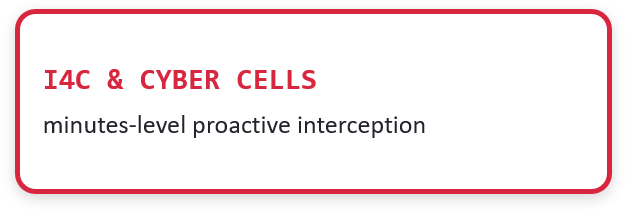 I4C & CYBER CELLS
minutes-level proactive interception